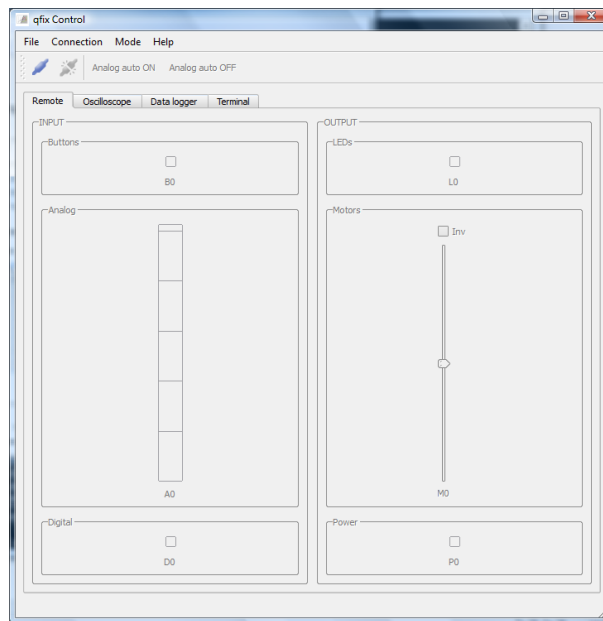 qfix Control
File Connection Mode Help
Analog auto ON Analog auto OFF
Remote Oscilloscope Data logger Terminal
INPUT
Buttons
B0
Analog
A0
Digital
D0
OUTPUT
LEDs
L0
Motors
Inv
M0
Power
P0